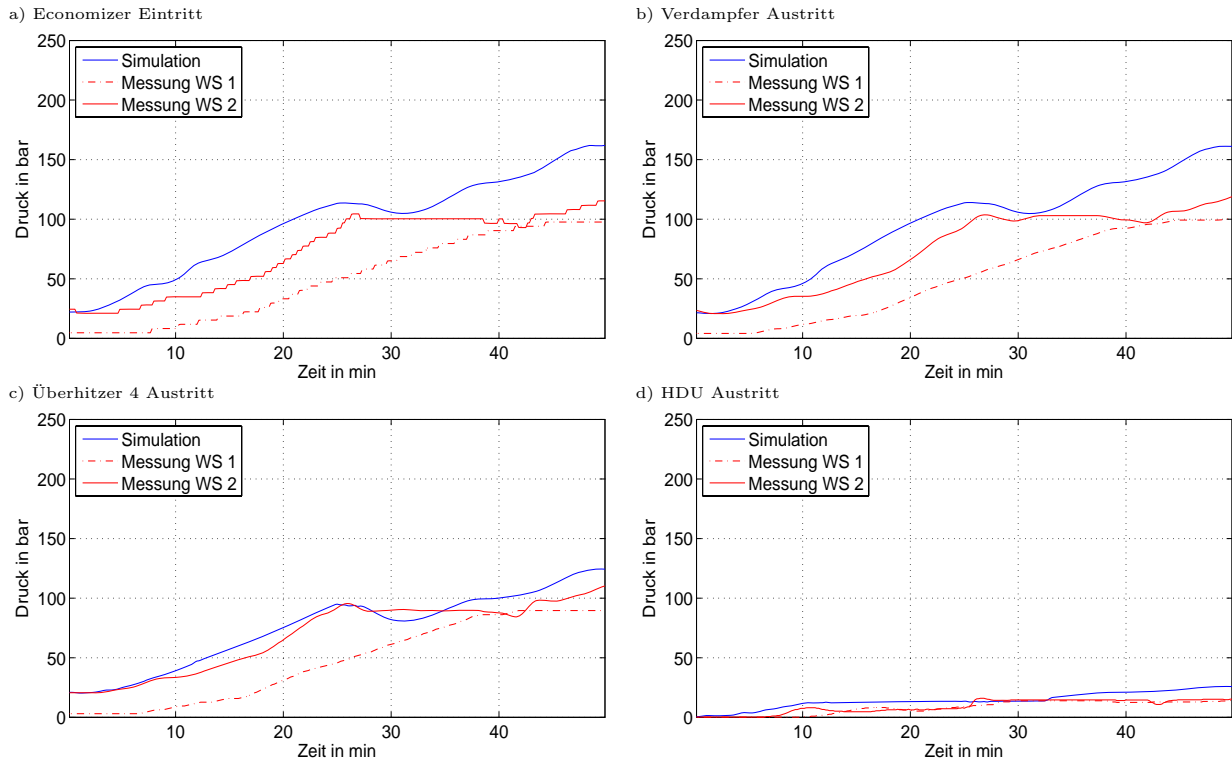 a) Economizer Eintritt
250
200
150
100
50
0
10
20
30
40
Druck in bar
Zeit in min
Simulation
Messung WS 1
Messung WS 2
b) Verdampfer Austritt
250
200
150
100
50
0
10
20
30
40
Druck in bar
Zeit in min
Simulation
Messung WS 1
Messung WS 2
c) Überhitzer 4 Austritt
250
200
150
100
50
0
10
20
30
40
Druck in bar
Zeit in min
Simulation
Messung WS 1
Messung WS 2
d) HDU Austritt
250
200
150
100
50
0
10
20
30
40
Druck in bar
Zeit in min
Simulation
Messung WS 1
Messung WS 2